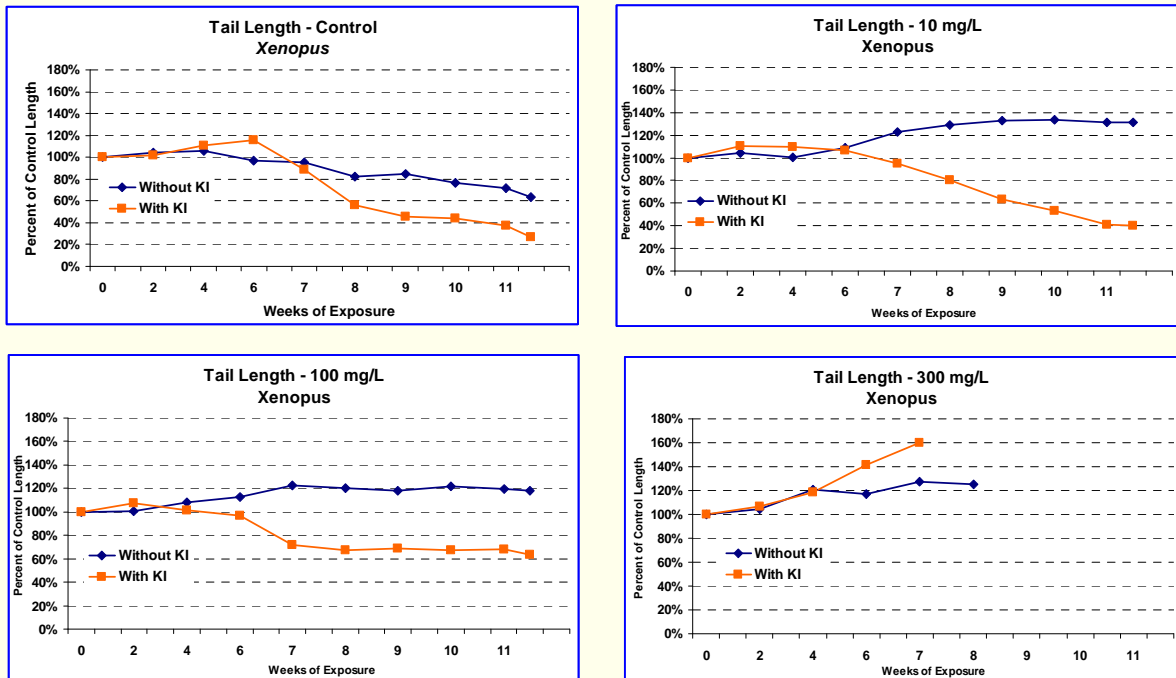 Tail Length - Control
Xenopus
Percent of Control Length
180%
160%
140%
120%
100%
80%
60%
40%
20%
0%
Without KI
With KI
0 2 4 6 7 8 9 10 11
Weeks of Exposure
Tail Length - 10 mg/L
Xenopus
Percent of Control Length
180%
160%
140%
120%
100%
80%
60%
40%
20%
0%
Without KI
With KI
0 2 4 6 7 8 9 10 11
Weeks of Exposure
Tail Length - 100 mg/L
Xenopus
Percent of Control Length
180%
160%
140%
120%
100%
80%
60%
40%
20%
0%
Without KI
With KI
0 2 4 6 7 8 9 10 11
Weeks of Exposure
Tail Length - 300 mg/L
Xenopus
Percent of Control Length
180%
160%
140%
120%
100%
80%
60%
40%
20%
0%
Without KI
With KI
0 2 4 6 7 8 9 10 11
Weeks of Exposure